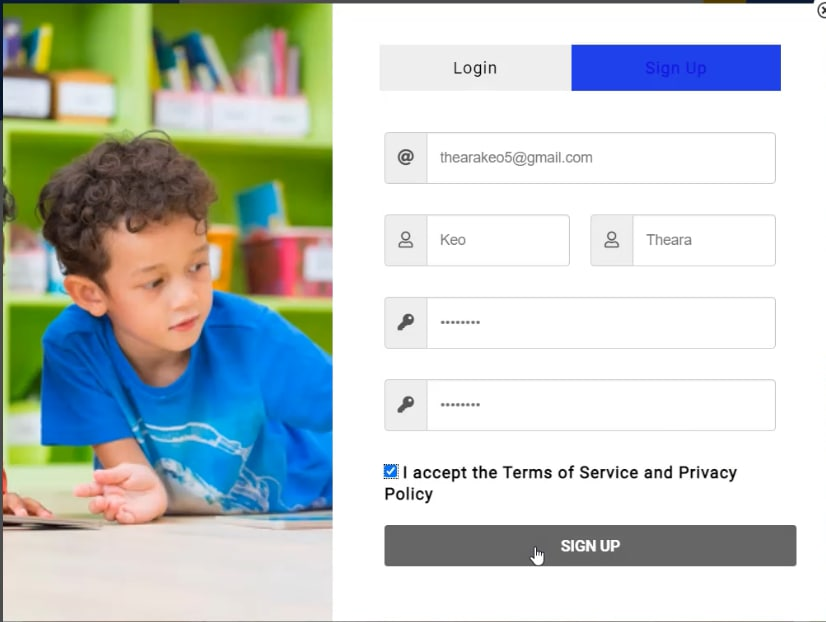 Login
Sign Up
@ thearakeo5@gmail.com
Keo
Theara
••••••••
••••••••
I accept the Terms of Service and Privacy
Policy
SIGN UP